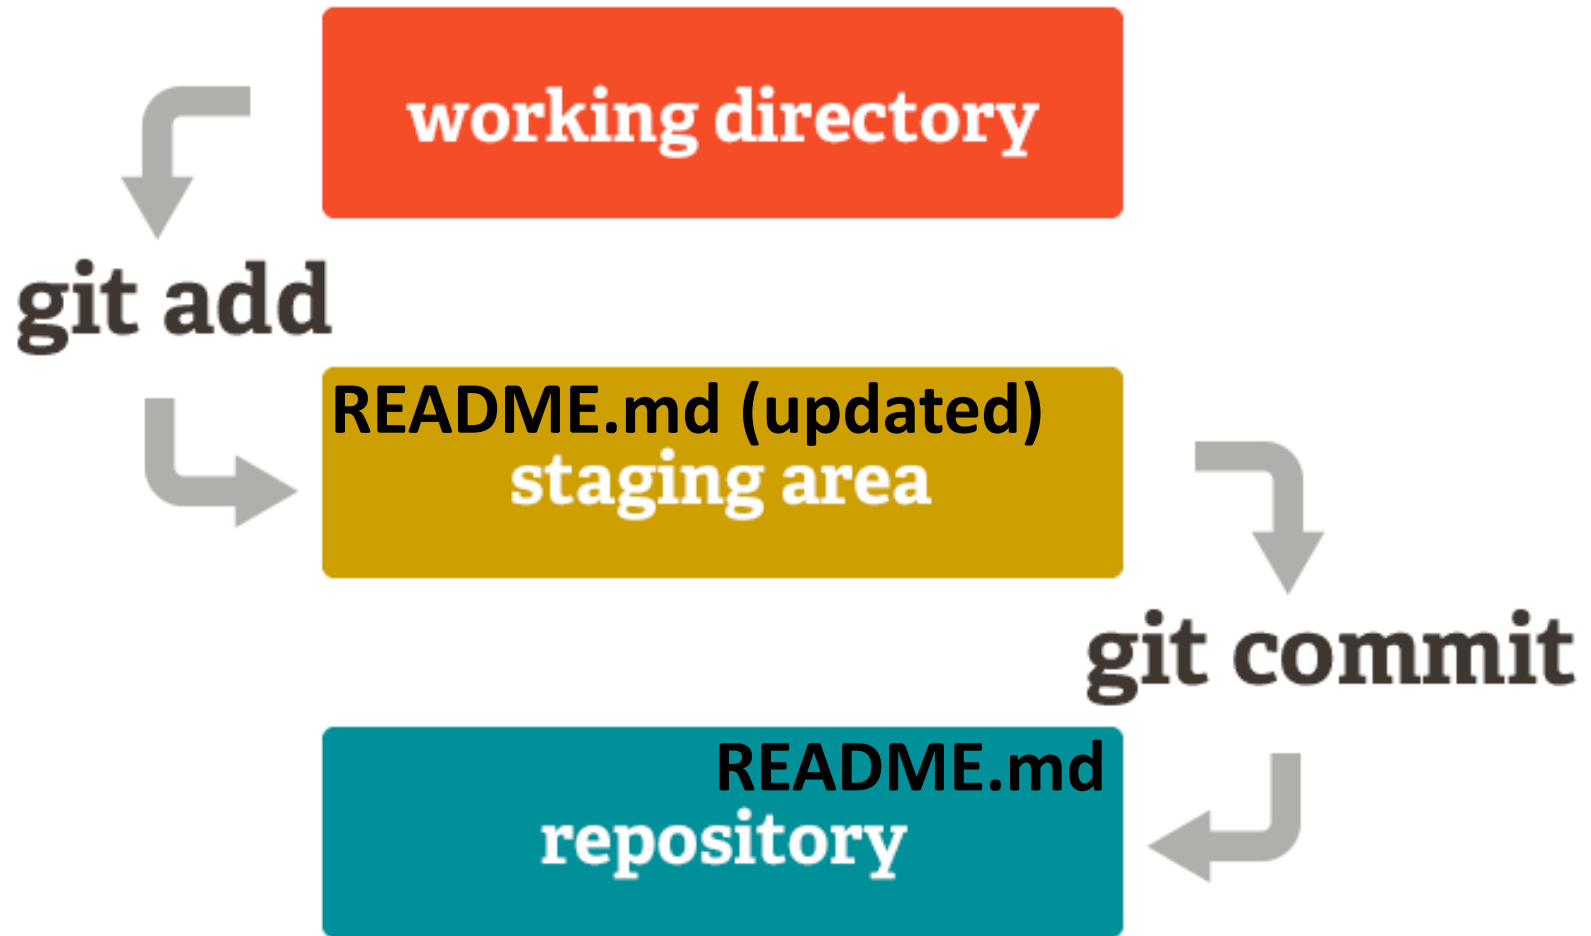 working directory
git add
README.md (updated)
staging area
git commit
README.md
repository